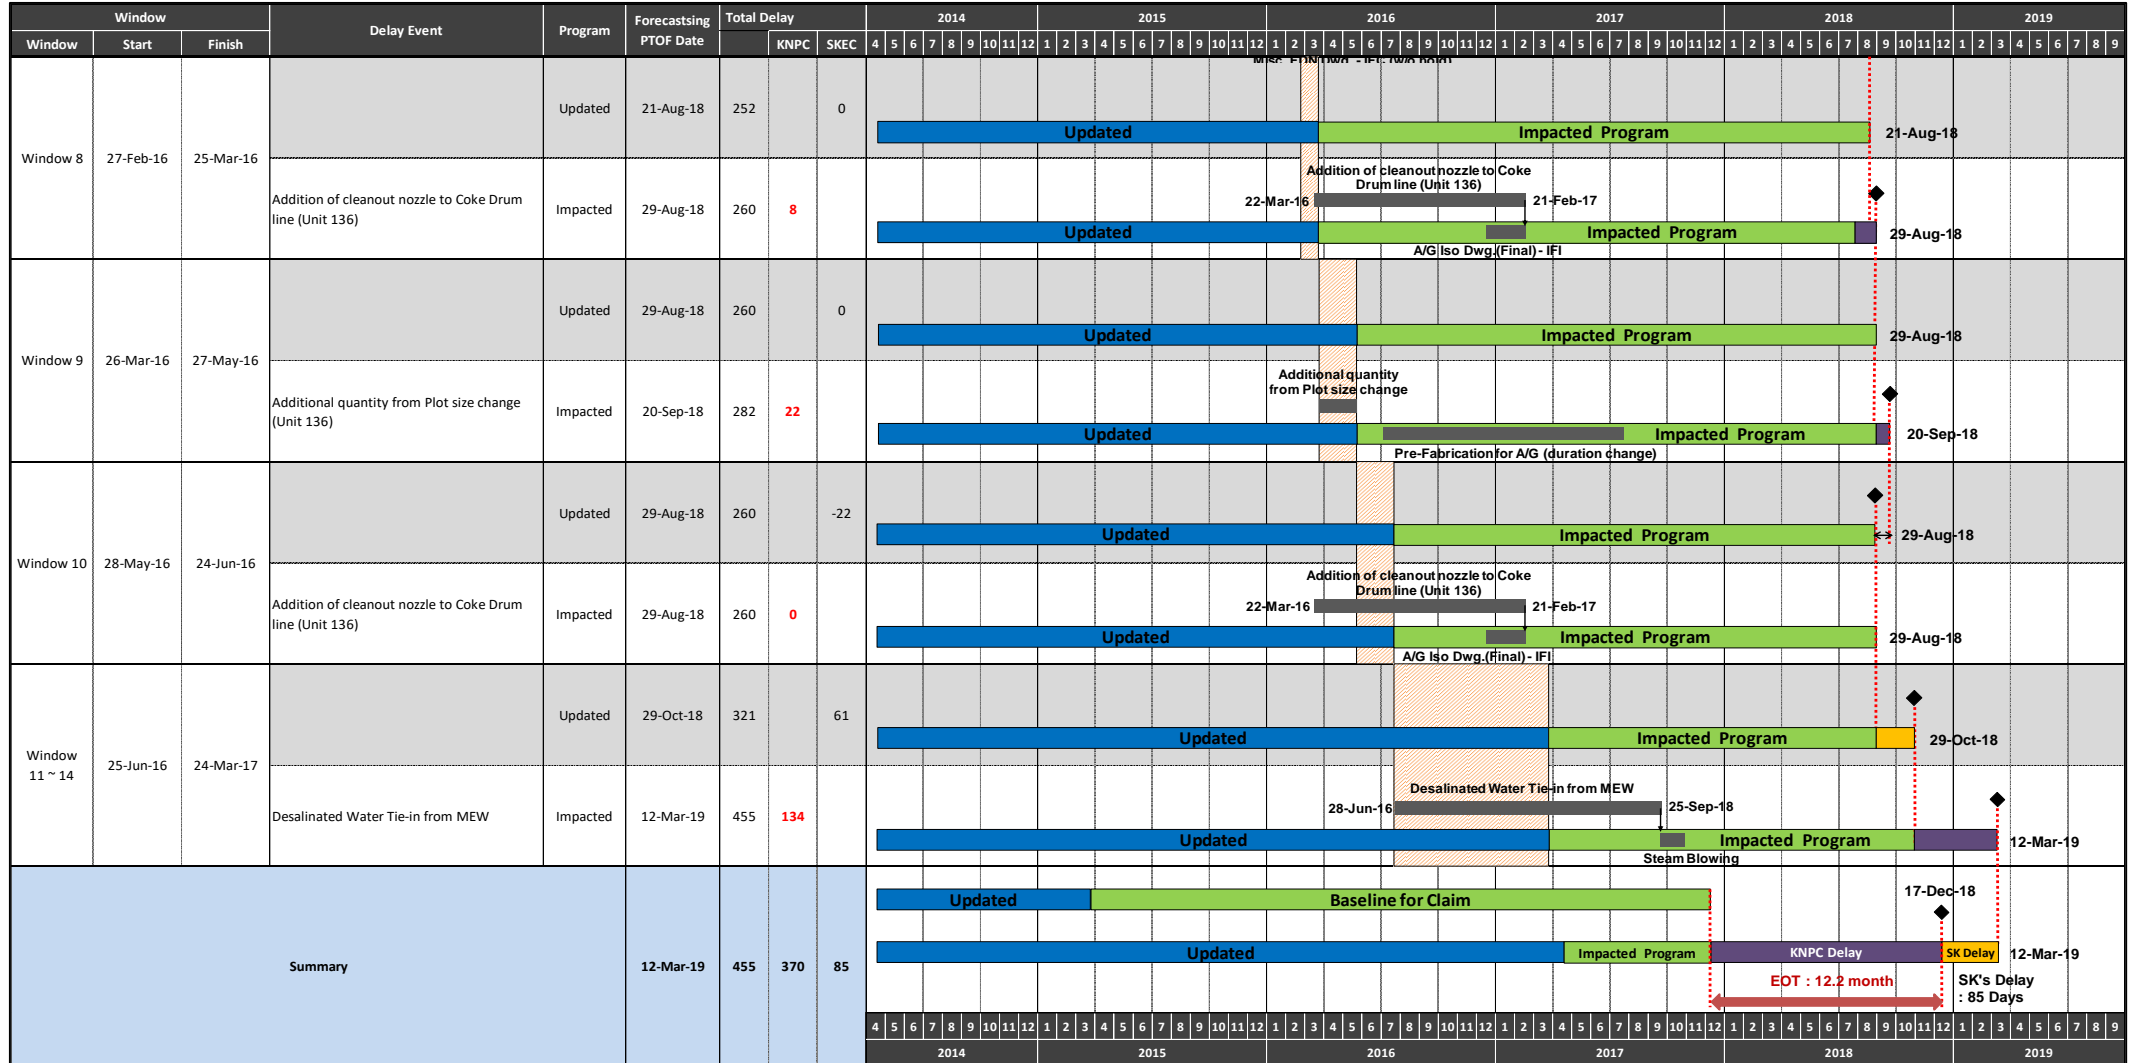 Window Delay Event Program Forecastsing PTOF Date Total Delay 2014 2015 2016 2017 2018 2019
Window Start Finish KNPC SKEC 4 5 6 7 8 9 10 11 12 1 2 3 4 5 6 7 8 9 10 11 12 1 2 3 4 5 6 7 8 9 10 11 12 1 2 3 4 5 6 7 8 9 10 11 12 1 2 3 4 5 6 7 8 9 10 11 12 1 2 3 4 5 6 7 8 9
Misc. FDN Dwg. - IFC (w/o hold)
Window 8 27-Feb-16 25-Mar-16
Updated 21-Aug-18 252 0
Updated Impacted Program 21-Aug-18
Addition of cleanout nozzle to Coke Drum
line (Unit 136)
Impacted 29-Aug-18 260 8
Addition of cleanout nozzle to Coke
Drum line (Unit 136)
22-Mar-16 21-Feb-17
Updated Impacted Program 29-Aug-18
A/G Iso Dwg.(Final) - IFI
Window 9 26-Mar-16 27-May-16
Updated 29-Aug-18 260 0
Updated Impacted Program 29-Aug-18
Additional quantity from Plot size change
(Unit 136)
Impacted 20-Sep-18 282 22
Additional quantity
from Plot size change
Updated Impacted Program 20-Sep-18
Pre-Fabrication for A/G (duration change)
Window 10 28-May-16 24-Jun-16
Updated 29-Aug-18 260 -22
Updated Impacted Program 29-Aug-18
Addition of cleanout nozzle to Coke Drum
line (Unit 136)
Impacted 29-Aug-18 260 0
Addition of cleanout nozzle to Coke
Drum line (Unit 136)
22-Mar-16 21-Feb-17
Updated Impacted Program 29-Aug-18
A/G Iso Dwg.(Final) - IFI
Window
11 ~ 14
25-Jun-16 24-Mar-17
Updated 29-Oct-18 321 61
Updated Impacted Program 29-Oct-18
Desalinated Water Tie-in from MEW
Impacted 12-Mar-19 455 134
Desalinated Water Tie-in from MEW
28-Jun-16 25-Sep-18
Updated Impacted Program 12-Mar-19
Steam Blowing
Summary 12-Mar-19 455 370 85
Updated Baseline for Claim 17-Dec-18
Updated Impacted Program KNPC Delay SK Delay 12-Mar-19
EOT : 12.2 month
SK's Delay
: 85 Days
4 5 6 7 8 9 10 11 12 1 2 3 4 5 6 7 8 9 10 11 12 1 2 3 4 5 6 7 8 9 10 11 12 1 2 3 4 5 6 7 8 9 10 11 12 1 2 3 4 5 6 7 8 9 10 11 12 1 2 3 4 5 6 7 8 9
2014 2015 2016 2017 2018 2019